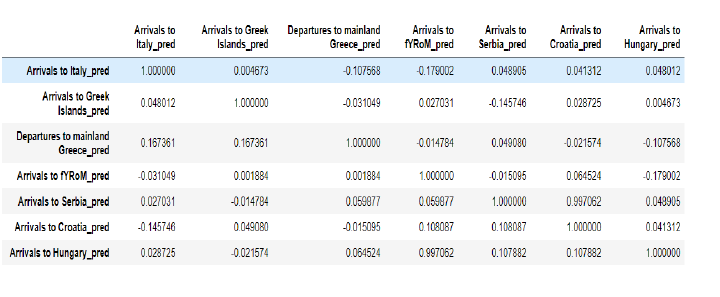 Arrivals to Italy_pred Arrivals to Greek Islands_pred Departures to mainland Greece_pred Arrivals to fYRoM_pred Arrivals to Serbia_pred Arrivals to Croatia_pred Arrivals to Hungary_pred
Arrivals to Italy_pred 1.000000 0.004673 -0.107568 -0.179002 0.048905 0.041312 0.048012
Arrivals to Greek Islands_pred 0.048012 1.000000 -0.031049 0.027031 -0.145746 0.028725 0.004673
Departures to mainland Greece_pred 0.167361 0.167361 1.000000 -0.014784 0.049080 -0.021574 -0.107568
Arrivals to fYRoM_pred -0.031049 0.001884 0.001884 1.000000 -0.015095 0.064524 -0.179002
Arrivals to Serbia_pred 0.027031 -0.014784 0.059877 0.059877 1.000000 0.997062 0.048905
Arrivals to Croatia_pred -0.145746 0.049080 -0.015095 0.108087 0.108087 1.000000 0.041312
Arrivals to Hungary_pred 0.028725 -0.021574 0.064524 0.997062 0.107882 0.107882 1.000000